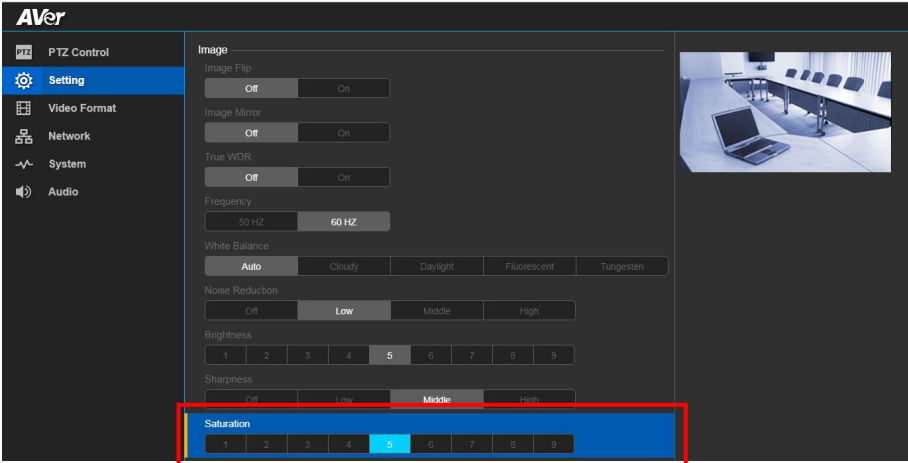 AVer
PTZ PTZ Control
Setting
Video Format
Network
System
Audio
Image
Image Flip
Off On
Image Mirror
Off On
True WDR
Off On
Frequency
50 HZ 60 HZ
White Balance
Auto Cloudy Daylight Fluorescent Tungesten
Noise Reduction
Off Low Middle High
Brightness
1 2 3 4 5 6 7 8 9
Sharpness
Off Low Middle High
Saturation
1 2 3 4 5 6 7 8 9